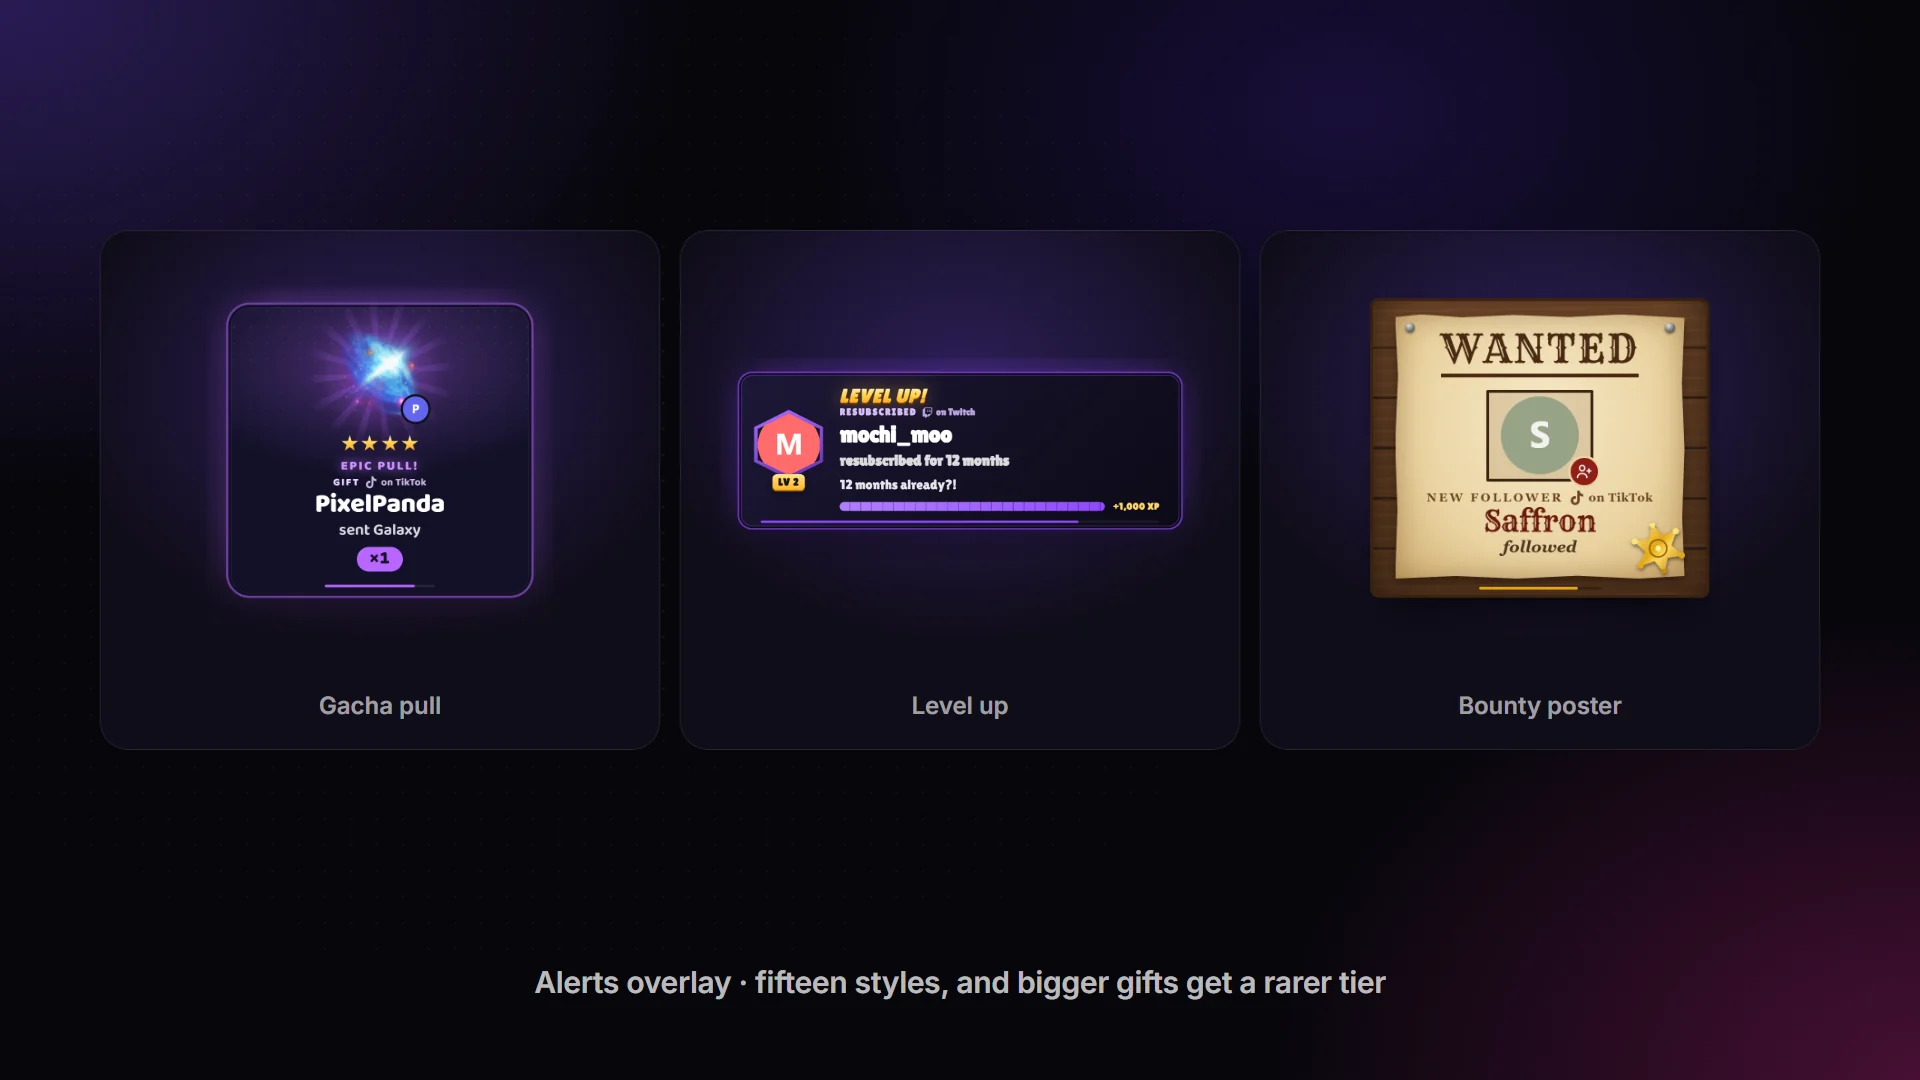 P
★★★★
EPIC PULL!
GIFT on TikTok
PixelPanda
sent Galaxy
×1
Gacha pull
LEVEL UP!
RESUBSCRIBED on Twitch
M
mochi_moo
resubscribed for 12 months
LV 2
12 months already?!
+1,000 XP
Level up
WANTED
S
NEW FOLLOWER on TikTok
Saffron
followed
Bounty poster
Alerts overlay · fifteen styles, and bigger gifts get a rarer tier